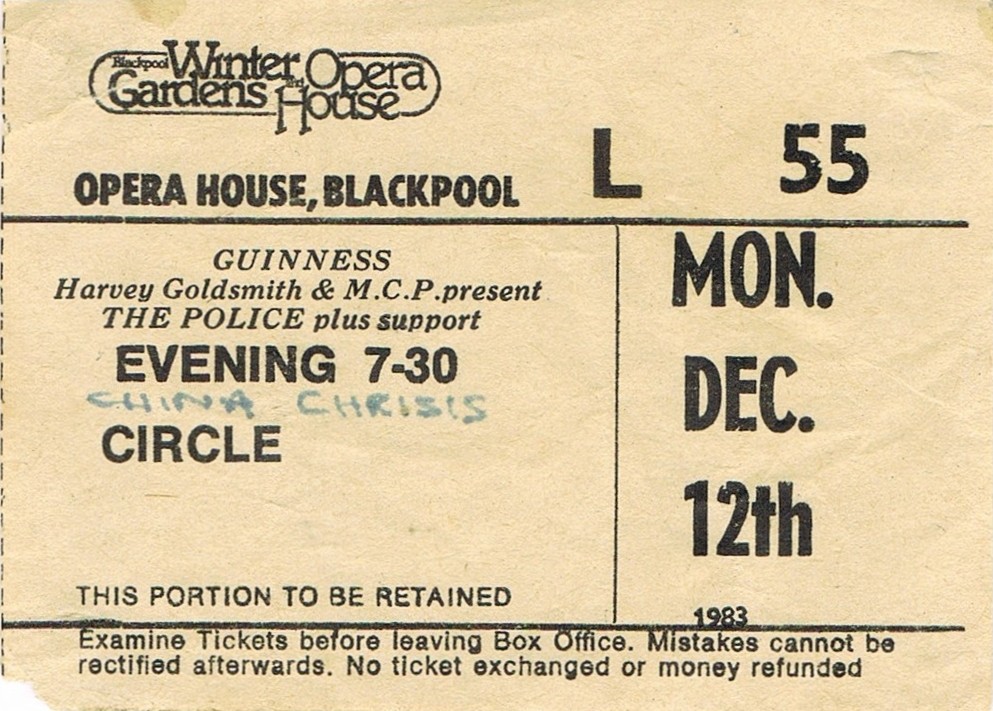 Blackpool Winter Gardens and Opera House
OPERA HOUSE, BLACKPOOL
L 55
GUINNESS
Harvey Goldsmith & M.C.P.present
THE POLICE plus support
EVENING 7-30
CHINA CHRISIS
CIRCLE
MON.
DEC.
12th
1983
THIS PORTION TO BE RETAINED
Examine Tickets before leaving Box Office. Mistakes cannot be
rectified afterwards. No ticket exchanged or money refunded